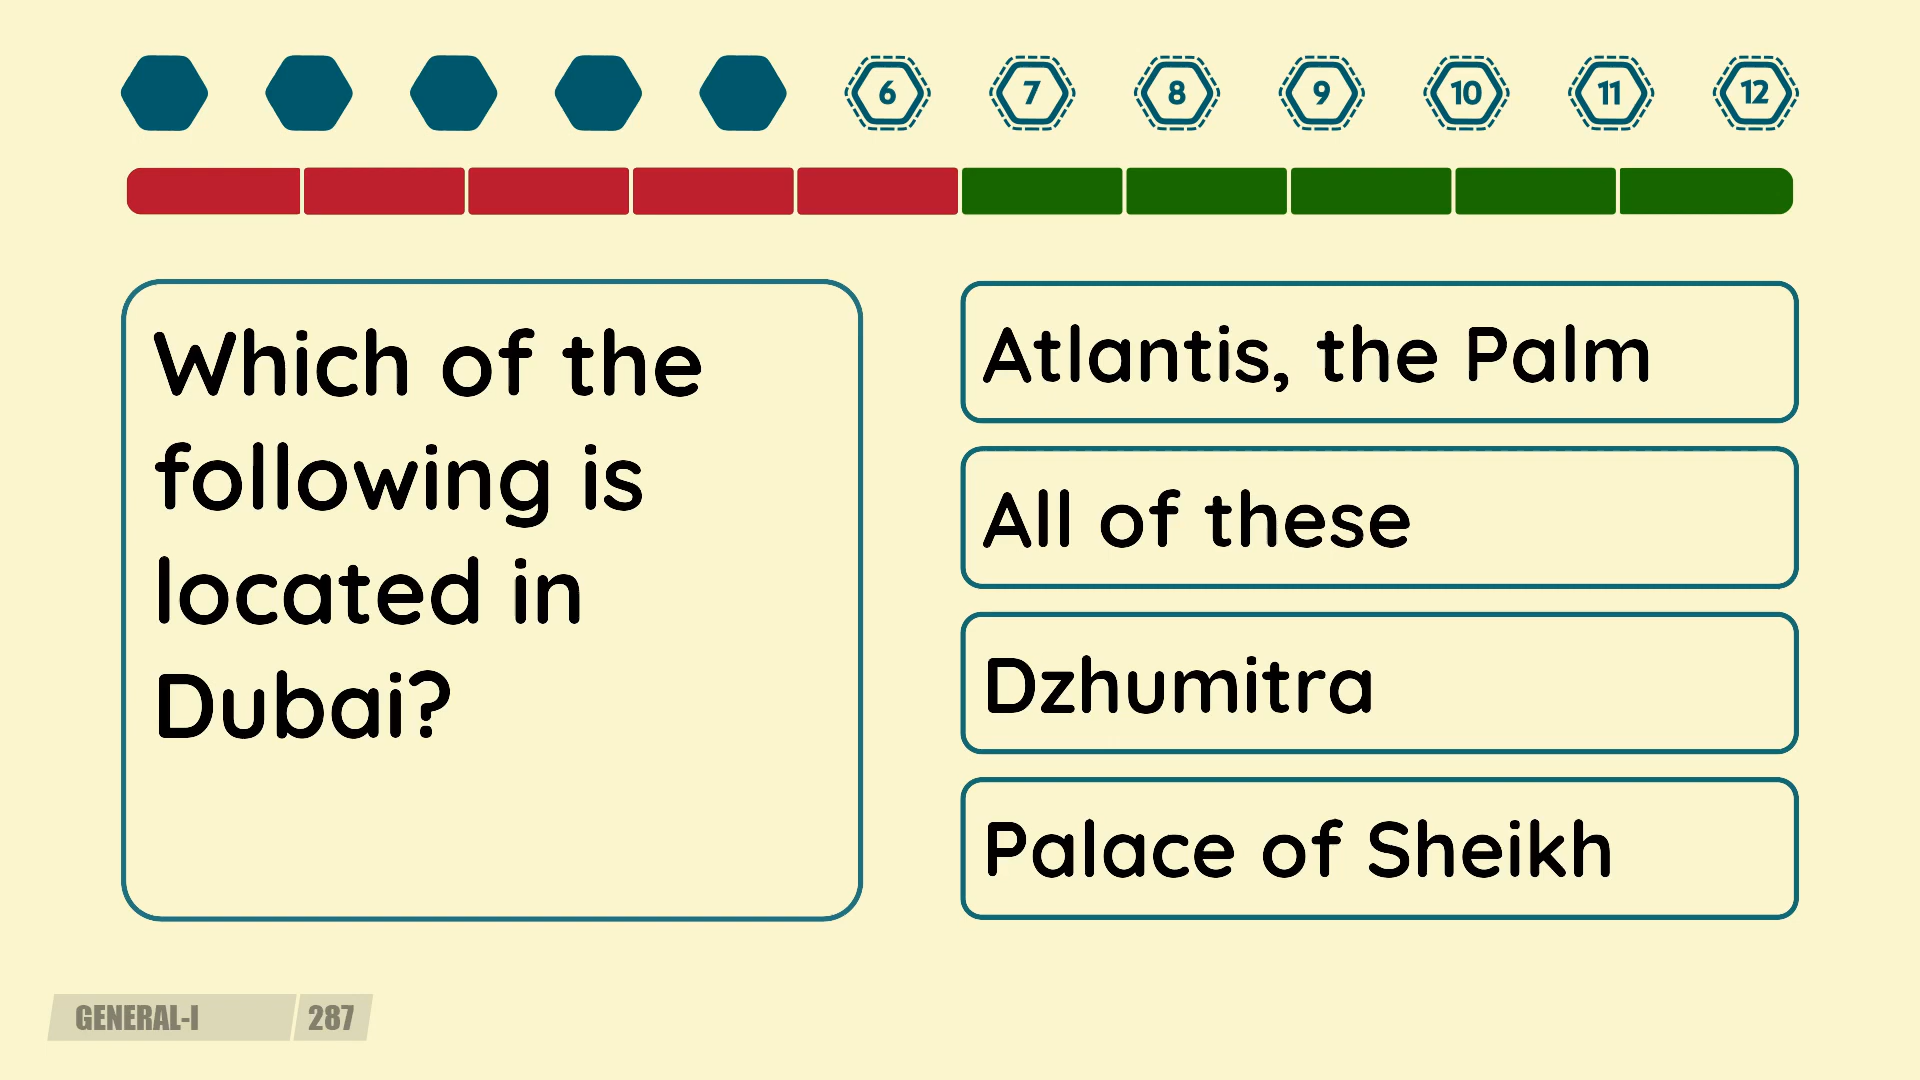 6 7 8 9 10 11 12
Which of the
following is
located in
Dubai?
Atlantis, the Palm
All of these
Dzhumitra
Palace of Sheikh
GENERAL-I 287